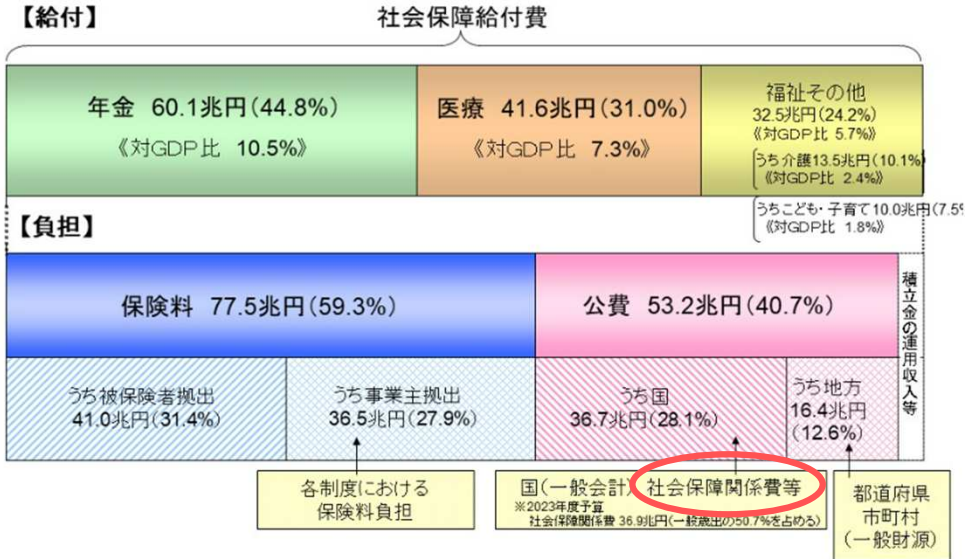 【給付】
社会保障給付費
年金 60.1兆円(44.8%)
《対GDP比 10.5%》
医療 41.6兆円(31.0%)
《対GDP比 7.3%》
福祉その他
32.5兆円(24.2%)
《対GDP比 5.7%》
うち介護13.5兆円(10.1%)
《対GDP比 2.4%》
うちこども・子育て10.0兆円(7.5%
《対GDP比 1.8%》
【負担】
保険料 77.5兆円(59.3%)
公費 53.2兆円(40.7%)
積立金の運用収入等
うち被保険者拠出
41.0兆円(31.4%)
うち事業主拠出
36.5兆円(27.9%)
うち国
36.7兆円(28.1%)
うち地方
16.4兆円
(12.6%)
各制度における
保険料負担
国(一般会計) 社会保障関係費等
※2023年度予算
社会保障関係費 36.9兆円(一般歳出の50.7%を占める)
都道府県
市町村
(一般財源)